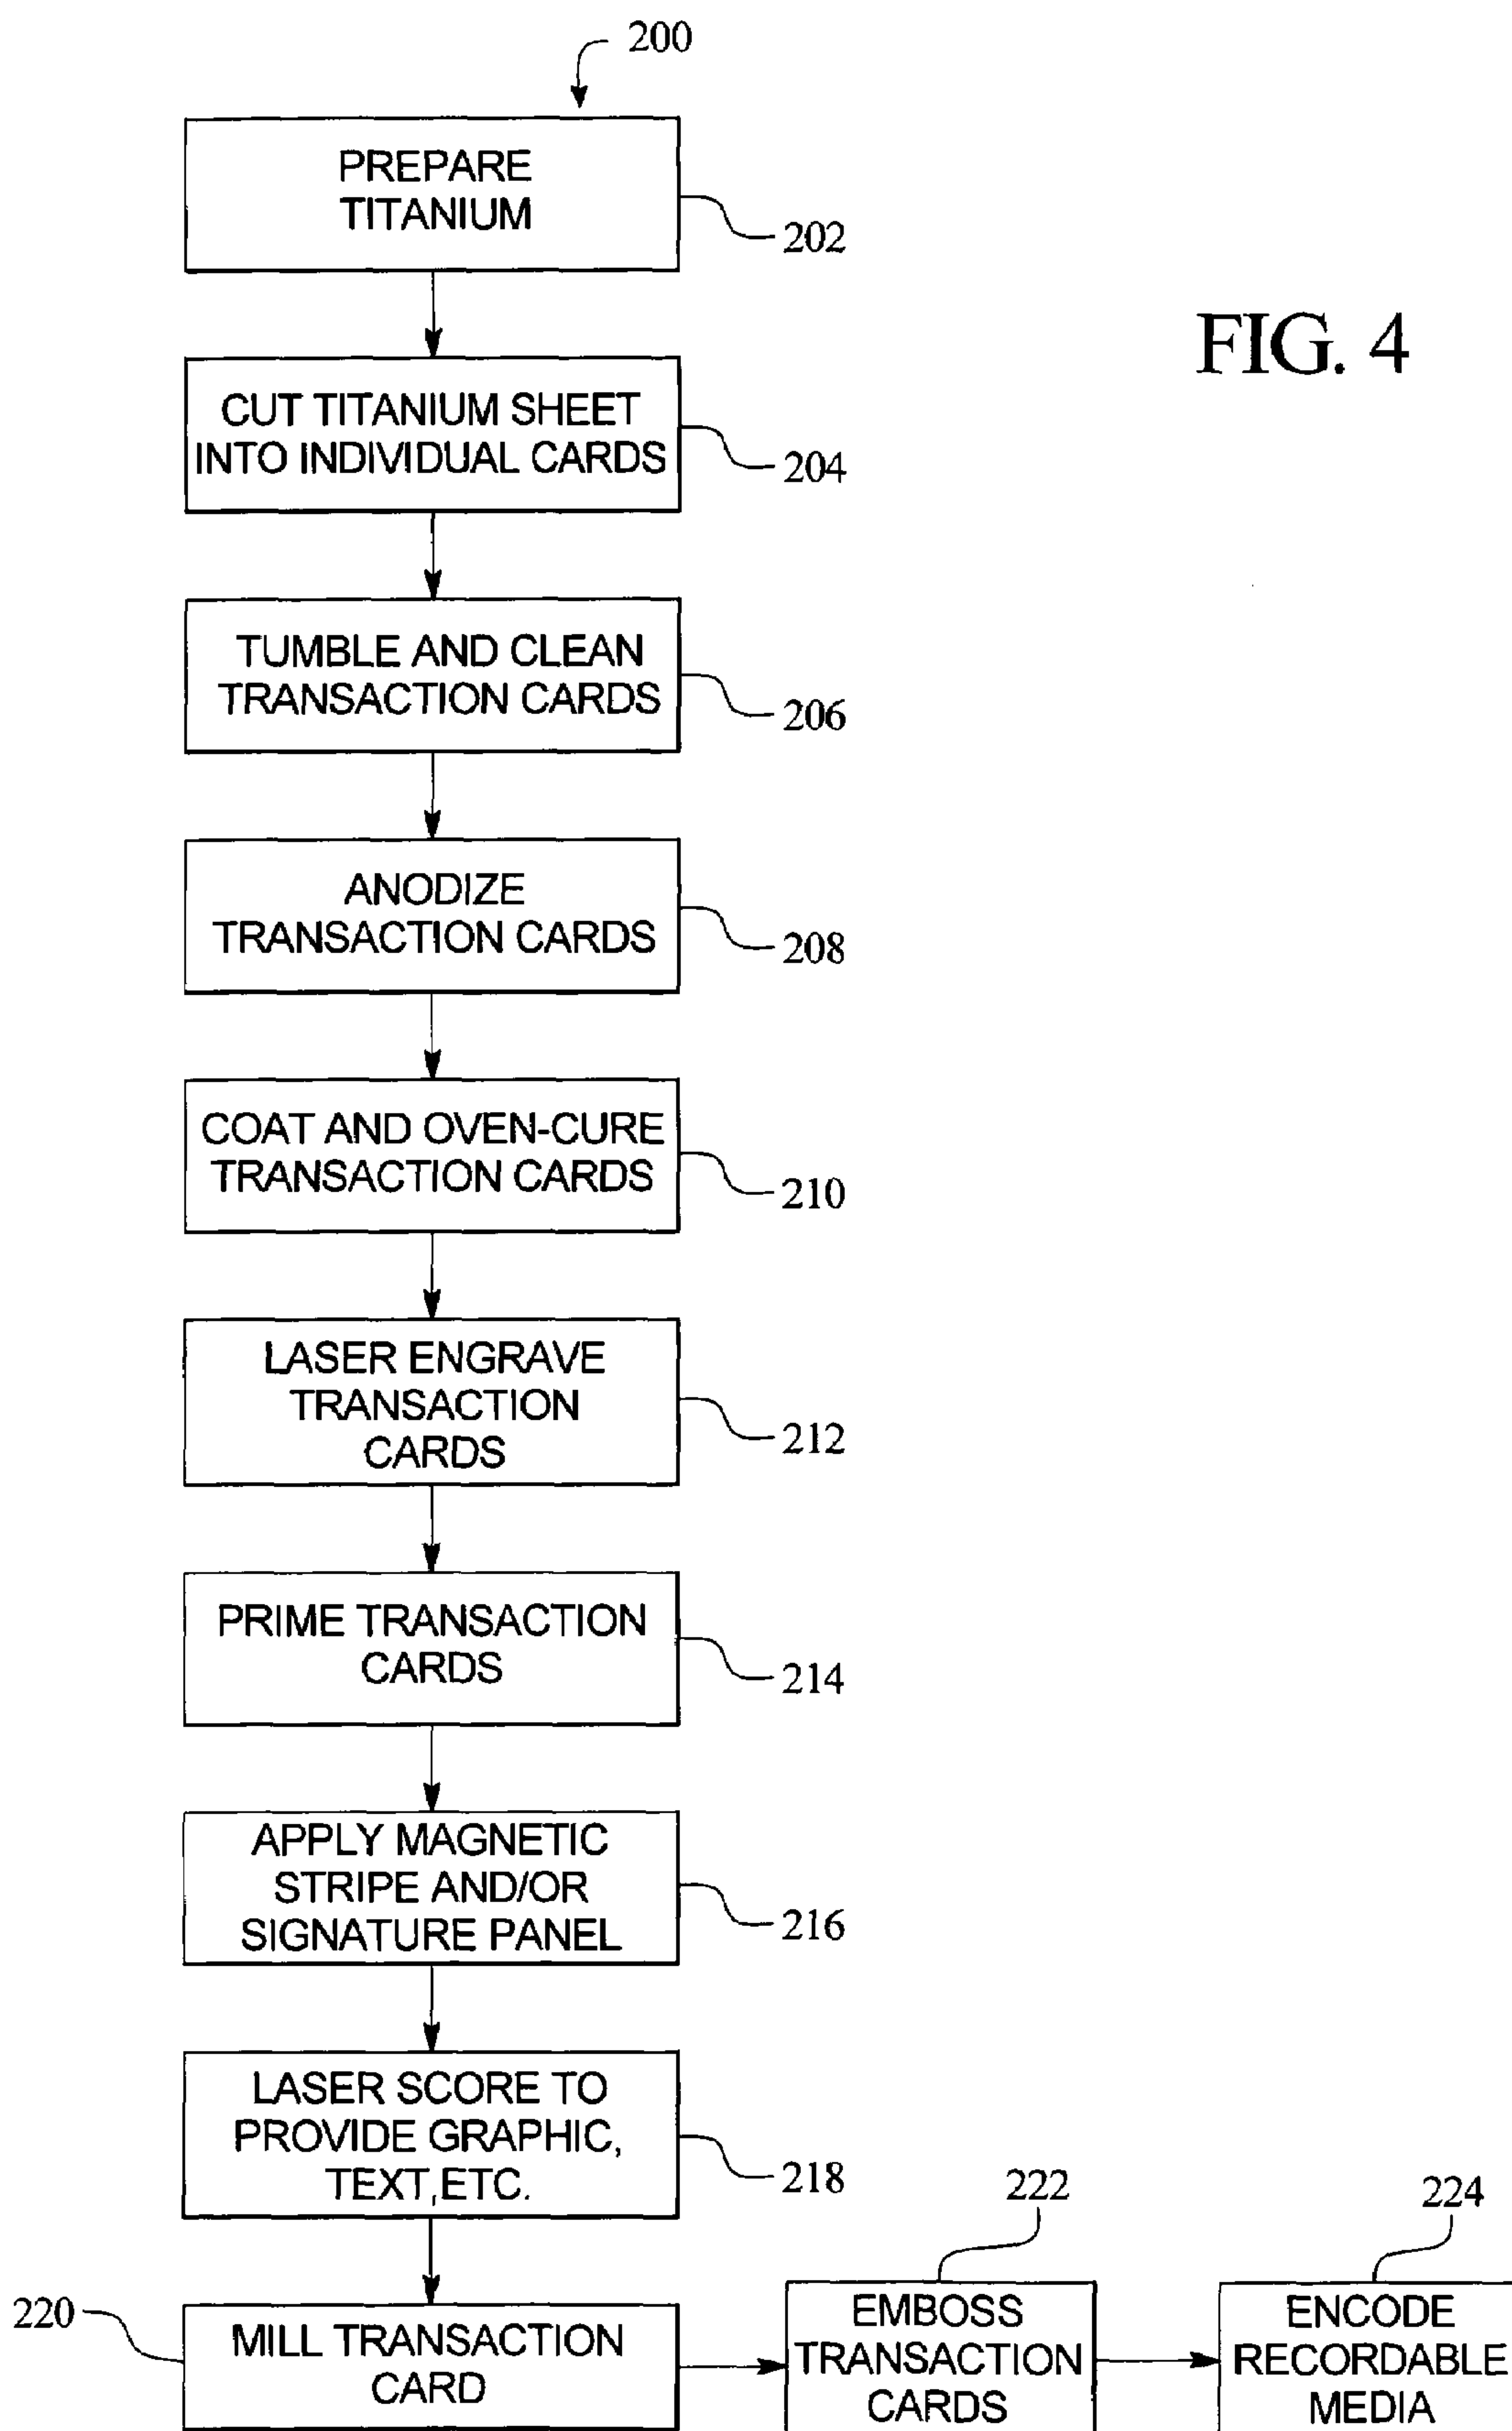 200
PREPARE
TITANIUM
202
FIG. 4
CUT TITANIUM SHEET
INTO INDIVIDUAL CARDS
204
TUMBLE AND CLEAN
TRANSACTION CARDS
206
ANODIZE
TRANSACTION CARDS
208
COAT AND OVEN-CURE
TRANSACTION CARDS
210
LASER ENGRAVE
TRANSACTION
CARDS
212
PRIME TRANSACTION
CARDS
214
APPLY MAGNETIC
STRIPE AND/OR
SIGNATURE PANEL
216
LASER SCORE TO
PROVIDE GRAPHIC,
TEXT,ETC.
218
220
MILL TRANSACTION
CARD
222
EMBOSS
TRANSACTION
CARDS
224
ENCODE
RECORDABLE
MEDIA